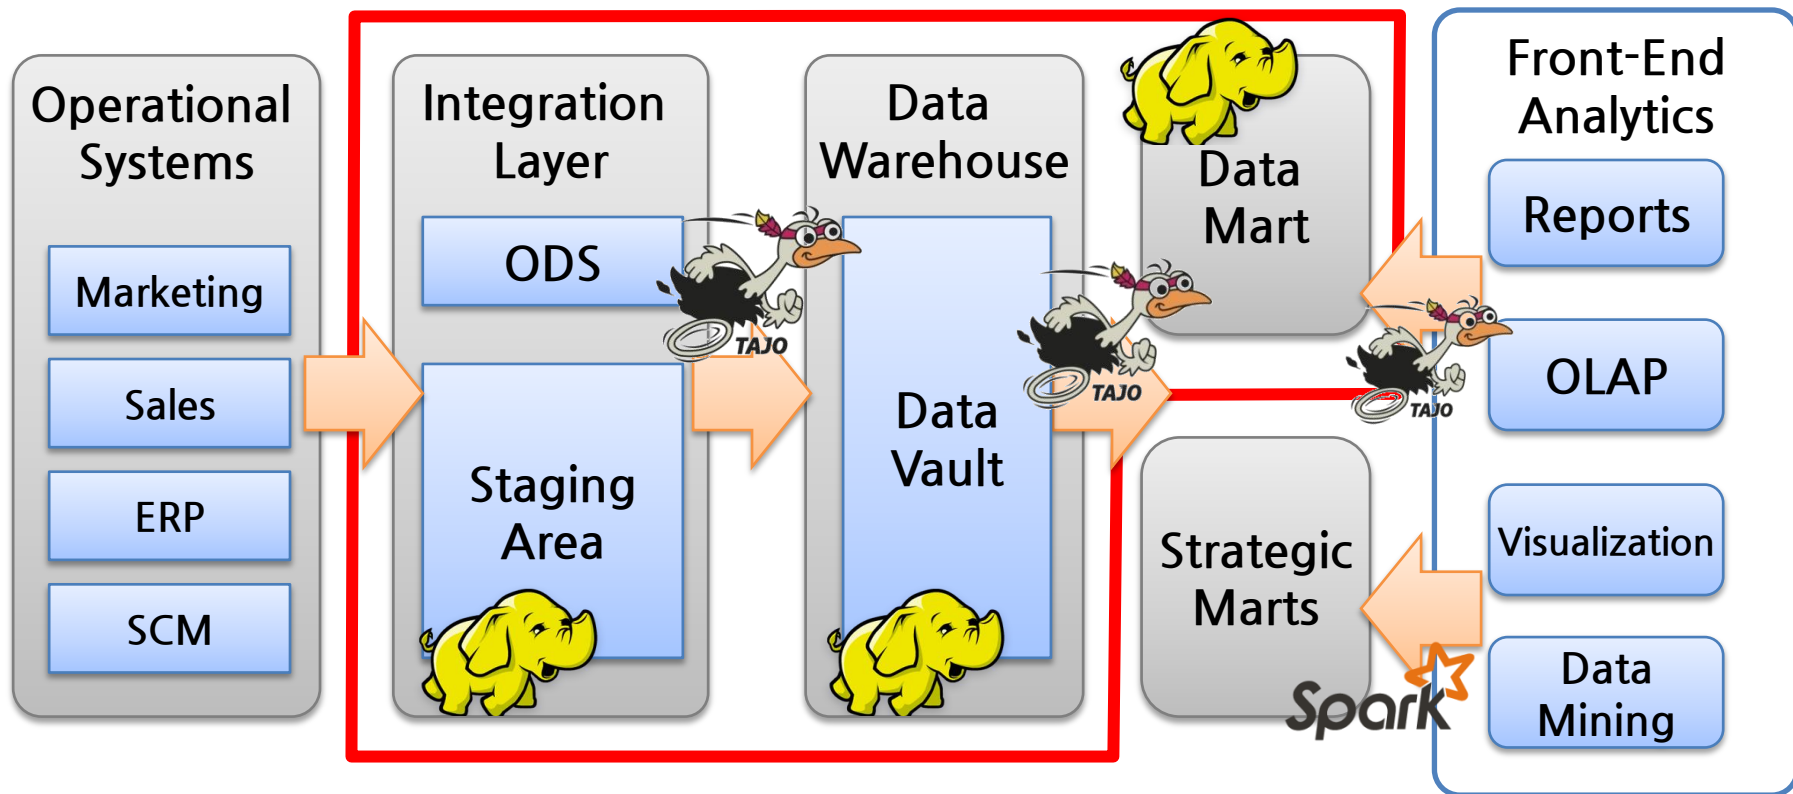 Operational
Systems
Marketing
Sales
ERP
SCM
Integration
Layer
ODS
TAJO
Staging
Area
Data
Warehouse
Data
Vault
TAJO
Data
Mart
TAJO
Strategic
Marts
Spark
Front-End
Analytics
Reports
OLAP
Visualization
Data
Mining